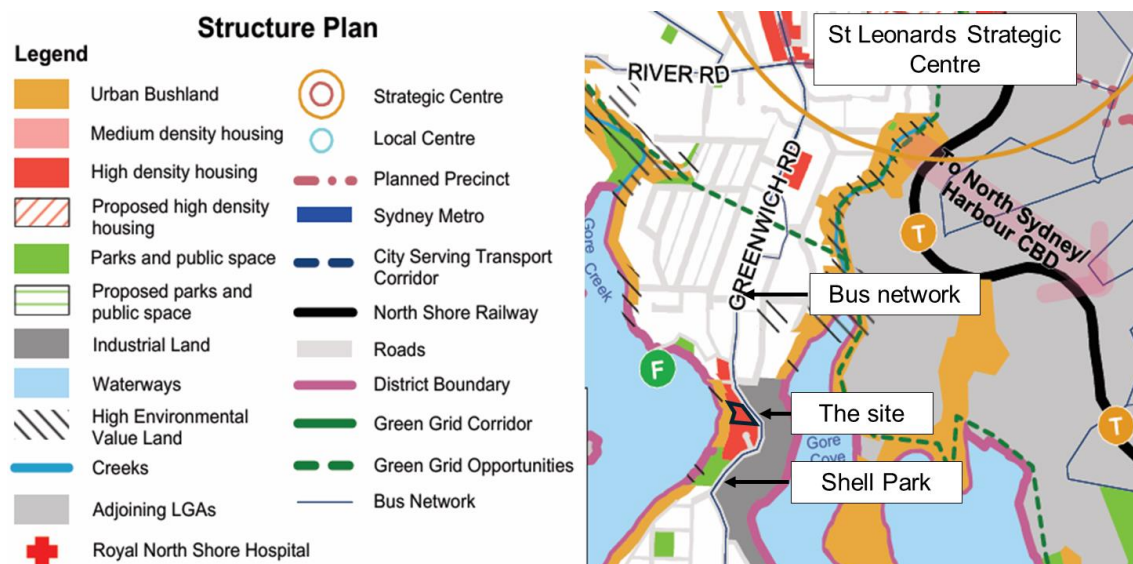 Structure Plan
Legend
Urban Bushland
Medium density housing
High density housing
Proposed high density
housing
Parks and public space
Proposed parks and
public space
Industrial Land
Waterways
High Environmental
Value Land
Creeks
Adjoining LGAs
Royal North Shore Hospital
Strategic Centre
Local Centre
Planned Precinct
Sydney Metro
City Serving Transport
Corridor
North Shore Railway
Roads
District Boundary
Green Grid Corridor
Green Grid Opportunities
Bus Network
St Leonards Strategic
Centre
RIVER RD
GREENWICH RD
To North Sydney/
Harbour CBD
T
Gore
Creek
Bus network
F
The site
T
Gore
Cove
Shell Park